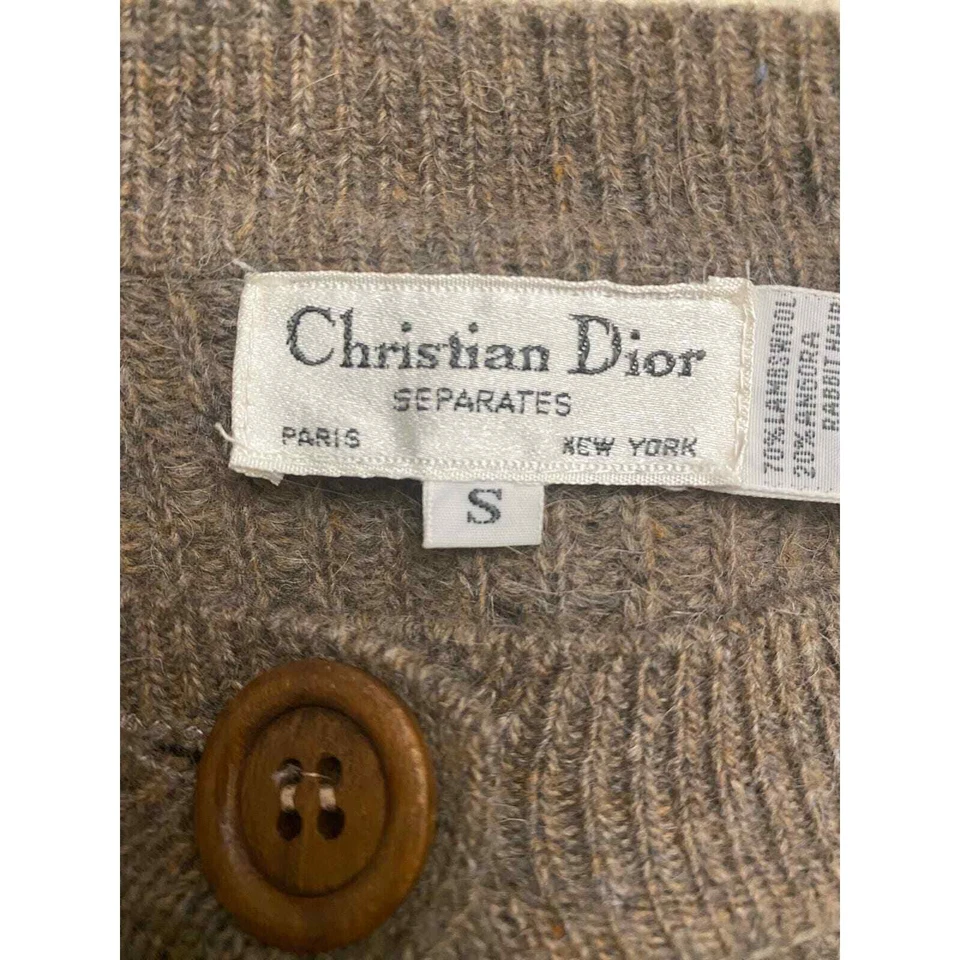 Christian Dior
SEPARATES
PARIS NEW YORK
S
70% LAMBSWOOL
20% ANGORA
RABBIT HAIR